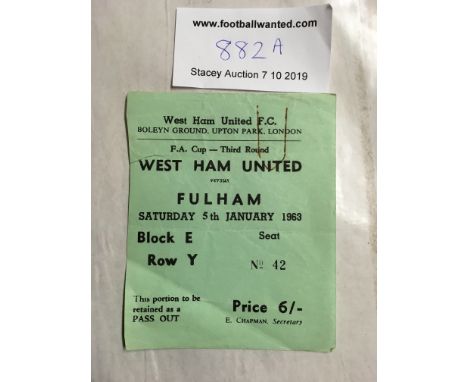 www.footballwanted.com
882A
Stacey Auction 7 10 2019
West Ham United F.C.
BOLEYN GROUND, UPTON PARK, LONDON
F.A. Cup — Third Round
WEST HAM UNITED
versus
FULHAM
SATURDAY 5th JANUARY 1963
Block E Seat
Row Y Nº 42
This portion to be
retained as a
PASS OUT
Price 6/-
E. CHAPMAN, Secretary